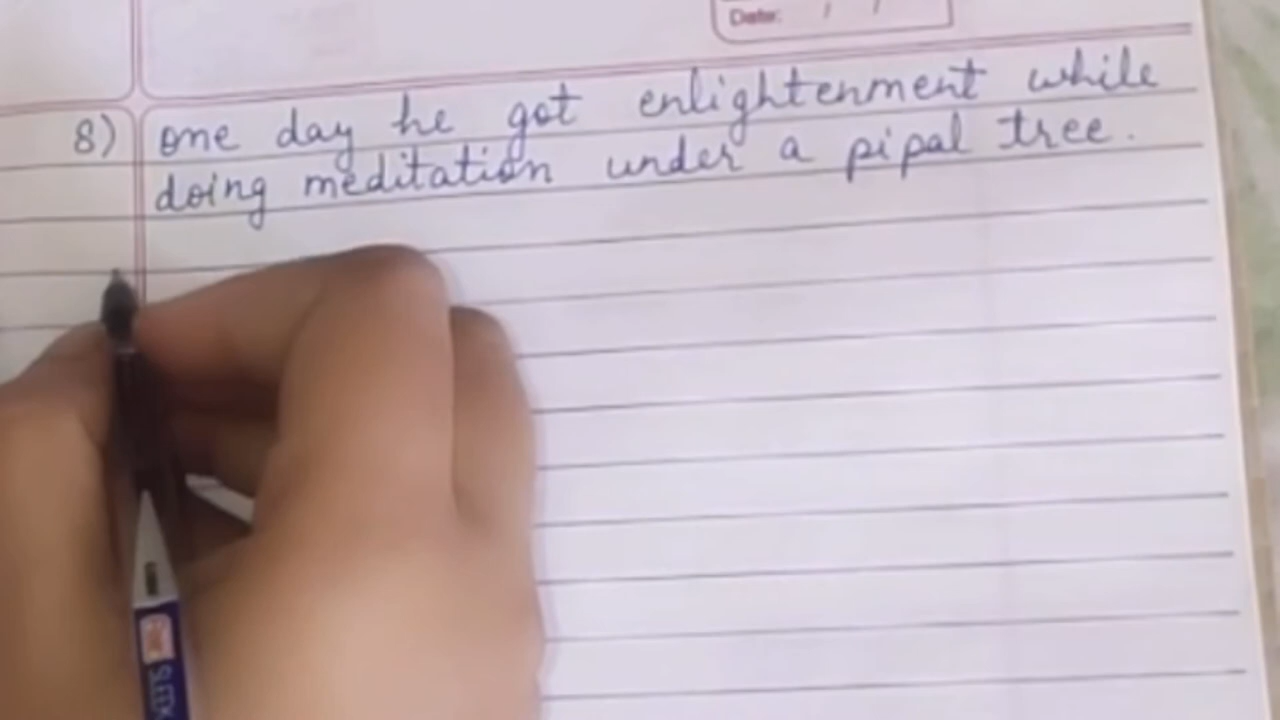 Date: / /
8) one day he got enlightenment while
doing meditation under a pipal tree.